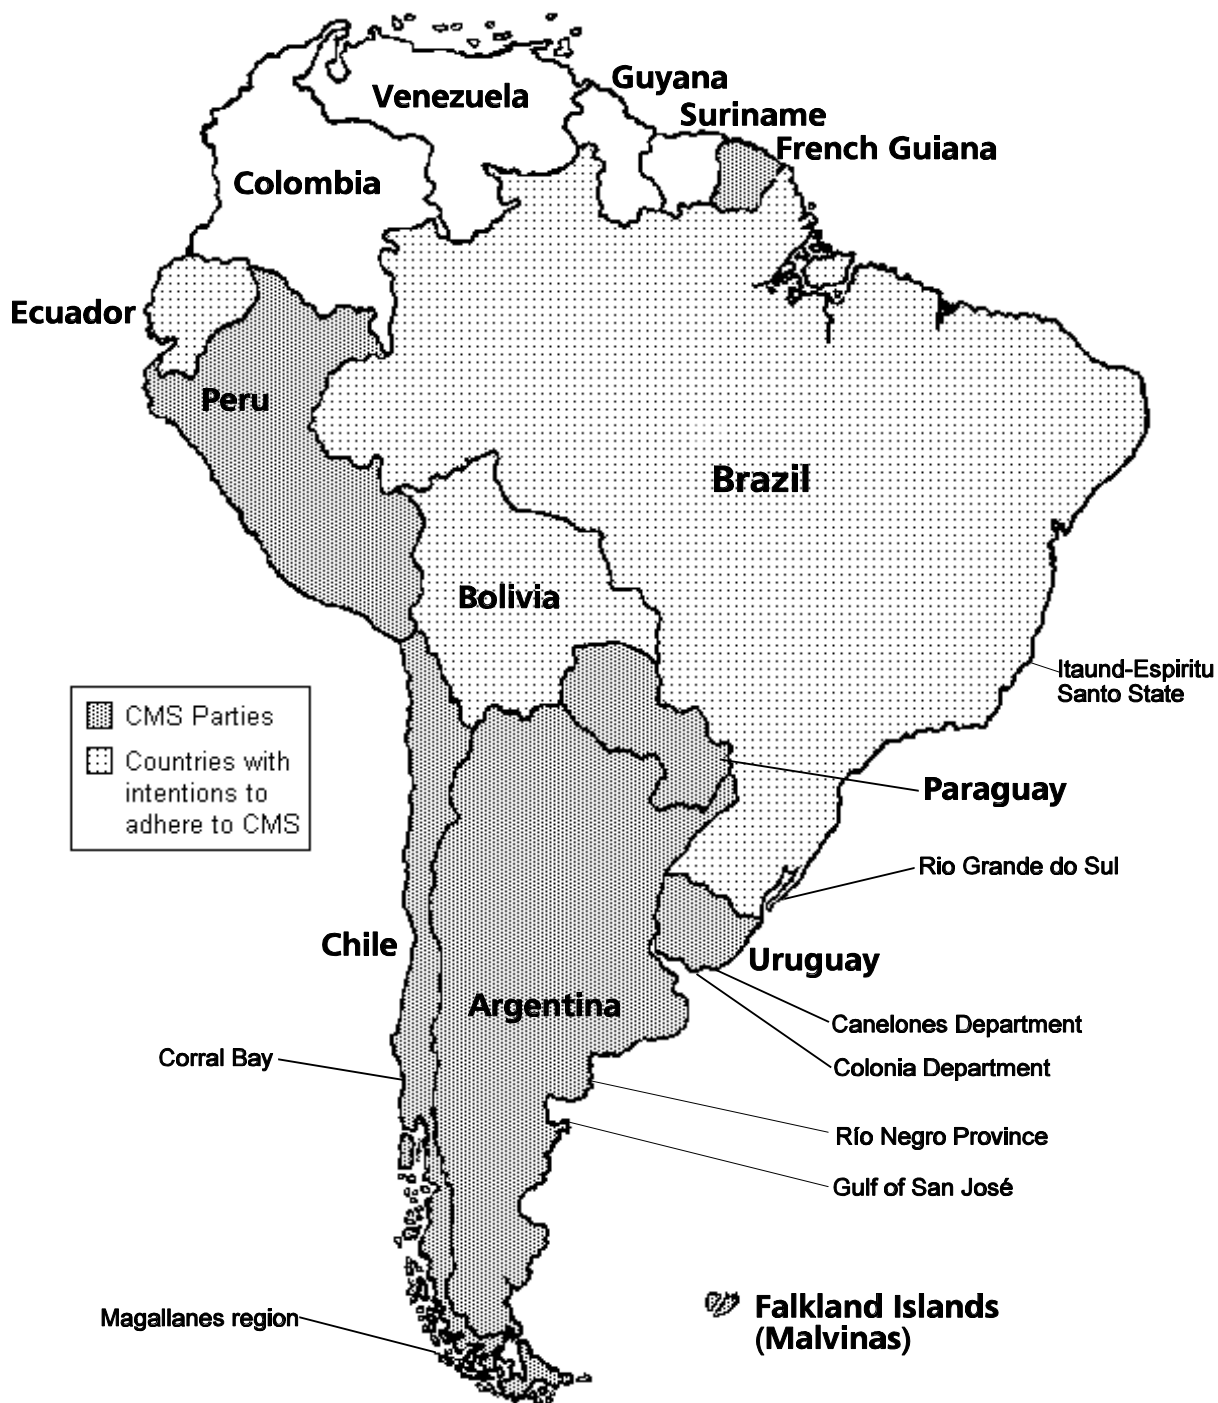 Guyana
Venezuela
Suriname
French Guiana
Colombia
Ecuador
Peru
Brazil
Bolivia
Itaund-Espiritu
Santo State
CMS Parties
Countries with
intentions to
adhere to CMS
Paraguay
Rio Grande do Sul
Chile
Uruguay
Argentina
Canelones Department
Corral Bay
Colonia Department
Río Negro Province
Gulf of San José
Magallanes region
Falkland Islands
(Malvinas)